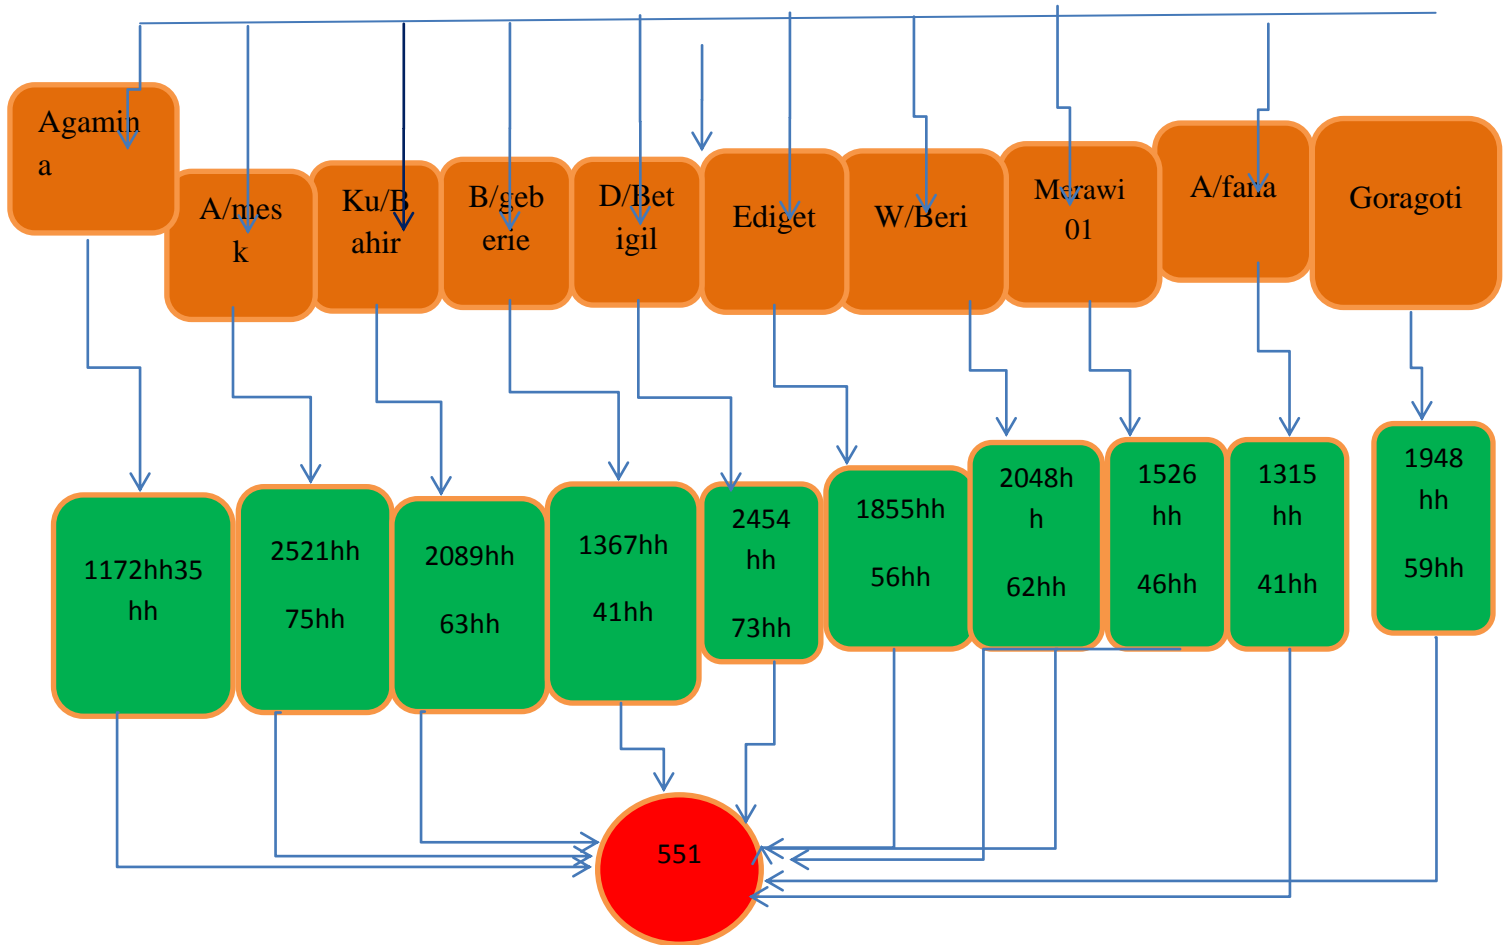 Agamin
a
A/mes
k
Ku/B
ahir
B/geb
erie
D/Bet
igil
Ediget
W/Beri
Merawi
01
A/fana
Goragoti
1172hh35
hh
2521hh
75hh
2089hh
63hh
1367hh
41hh
2454
hh
73hh
1855hh
56hh
2048h
h
62hh
1526
hh
46hh
1315
hh
41hh
1948
hh
59hh
551